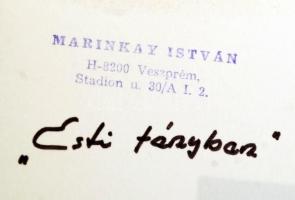 MARINKAY ISTVÁN
H-8200 Veszprém,
Stadion u. 30/A I. 2.
„Esti fényben"